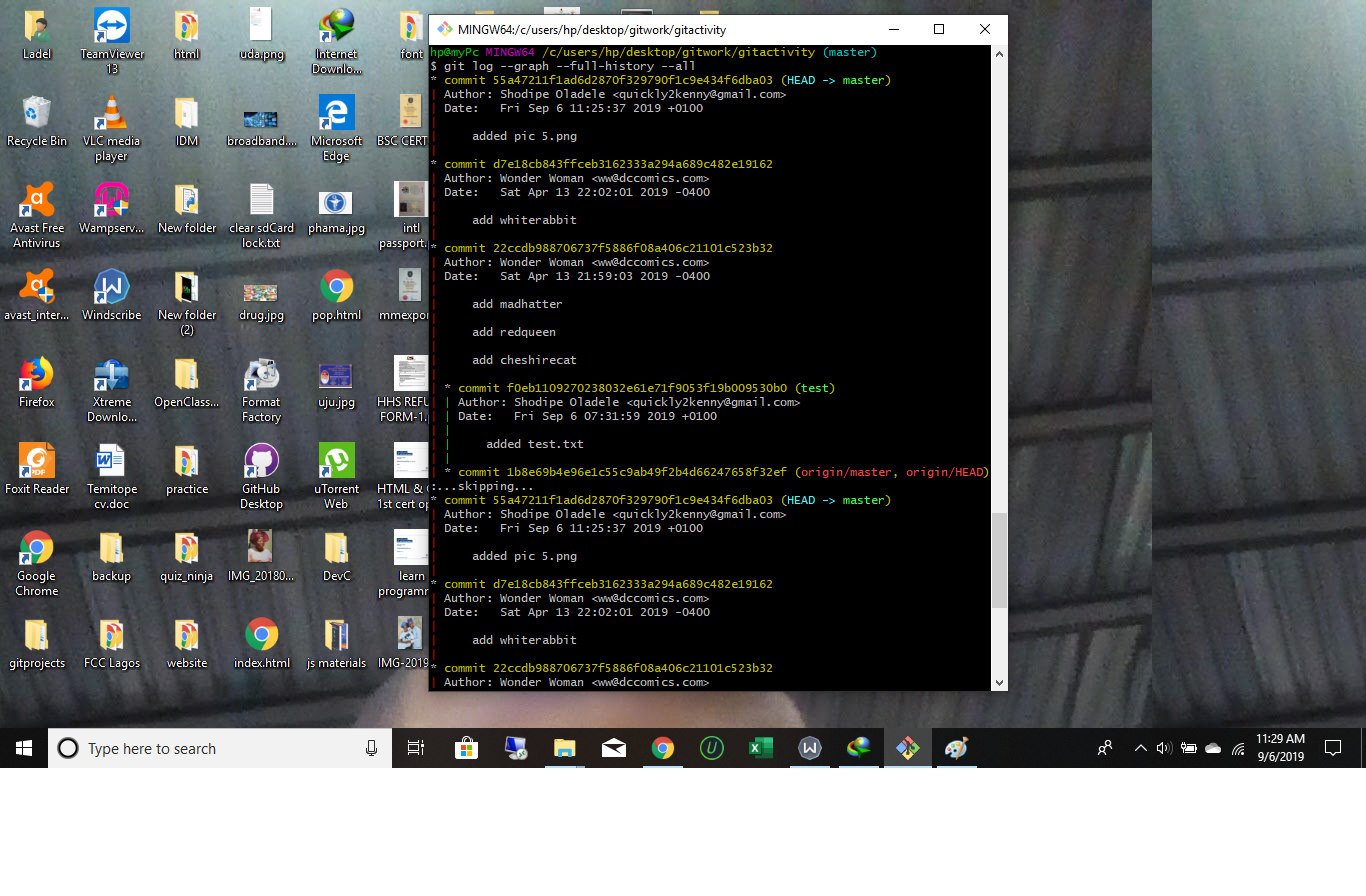 Ladel
TeamViewer
13
html
uda.png
Internet
Downlo...
font
Recycle Bin
VLC media
player
IDM
broadband....
Microsoft
Edge
BSC CERT
Avast Free
Antivirus
Wampserv...
New folder
clear sdCard
lock.txt
phama.jpg
intl
passport.
avast_inter...
Windscribe
New folder
(2)
drug.jpg
pop.html
mmexpor
Firefox
Xtreme
Downlo...
OpenClass...
Format
Factory
uju.jpg
HHS REFU
FORM-1.
Foxit Reader
Temitope
cv.doc
practice
GitHub
Desktop
uTorrent
Web
HTML &
1st cert op
Google
Chrome
backup
quiz_ninja
IMG_20180...
DevC
learn
programm
gitprojects
FCC Lagos
website
index.html
js materials
IMG-2019
MINGW64:/c/users/hp/desktop/gitwork/gitactivity
hp@myPc MINGW64 /c/users/hp/desktop/gitwork/gitactivity (master)
$ git log --graph --full-history --all
* commit 55a47211f1ad6d2870f329790f1c9e434f6dba03 (HEAD -> master)
| Author: Shodipe Oladele <quickly2kenny@gmail.com>
| Date:   Fri Sep 6 11:25:37 2019 +0100
|
|     added pic 5.png
|
* commit d7e18cb843ffceb3162333a294a689c482e19162
| Author: Wonder Woman <ww@dccomics.com>
| Date:   Sat Apr 13 22:02:01 2019 -0400
|
|     add whiterabbit
|
* commit 22ccdb988706737f5886f08a406c21101c523b32
| Author: Wonder Woman <ww@dccomics.com>
| Date:   Sat Apr 13 21:59:03 2019 -0400
|
|     add madhatter
|
|     add redqueen
|
|     add cheshirecat
|
| * commit f0eb1109270238032e61e71f9053f19b009530b0 (test)
| | Author: Shodipe Oladele <quickly2kenny@gmail.com>
| | Date:   Fri Sep 6 07:31:59 2019 +0100
| |
| |     added test.txt
| |
| * commit 1b8e69b4e96e1c55c9ab49f2b4d66247658f32ef (origin/master, origin/HEAD)
:...skipping...
* commit 55a47211f1ad6d2870f329790f1c9e434f6dba03 (HEAD -> master)
| Author: Shodipe Oladele <quickly2kenny@gmail.com>
| Date:   Fri Sep 6 11:25:37 2019 +0100
|
|     added pic 5.png
|
* commit d7e18cb843ffceb3162333a294a689c482e19162
| Author: Wonder Woman <ww@dccomics.com>
| Date:   Sat Apr 13 22:02:01 2019 -0400
|
|     add whiterabbit
|
* commit 22ccdb988706737f5886f08a406c21101c523b32
| Author: Wonder Woman <ww@dccomics.com>
Type here to search
11:29 AM
9/6/2019